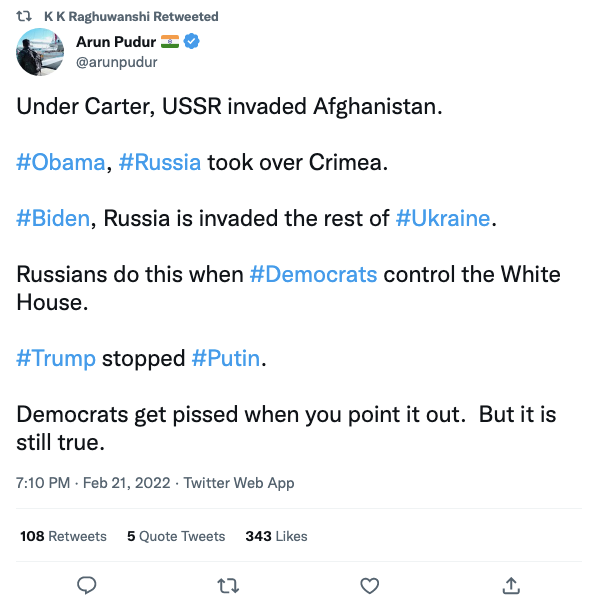 K K Raghuwanshi Retweeted
Arun Pudur 🇮🇳
@arunpudur
Under Carter, USSR invaded Afghanistan.
#Obama, #Russia took over Crimea.
#Biden, Russia is invaded the rest of #Ukraine.
Russians do this when #Democrats control the White
House.
#Trump stopped #Putin.
Democrats get pissed when you point it out.  But it is
still true.
7:10 PM · Feb 21, 2022 · Twitter Web App
108 Retweets 5 Quote Tweets 343 Likes